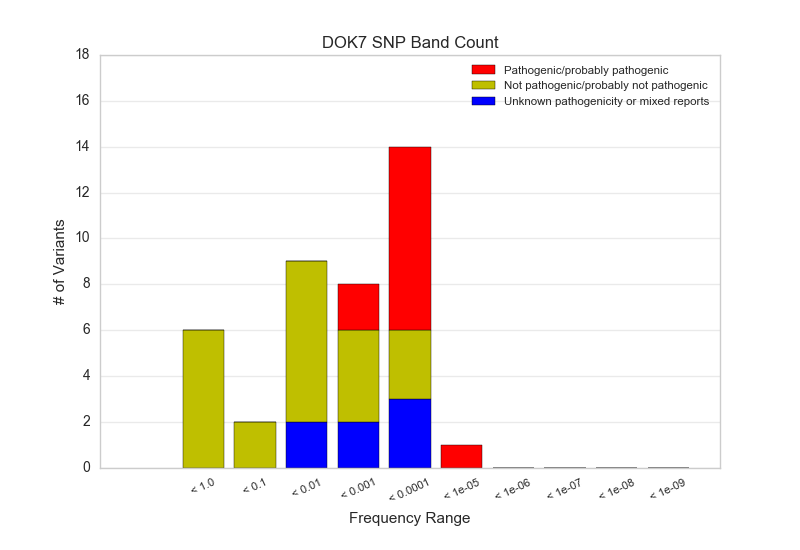 DOK7 SNP Band Count
Pathogenic/probably pathogenic
Not pathogenic/probably not pathogenic
Unknown pathogenicity or mixed reports
# of Variants
18
16
14
12
10
8
6
4
2
0
< 1.0
< 0.1
< 0.01
< 0.001
< 0.0001
< 1e-05
< 1e-06
< 1e-07
< 1e-08
< 1e-09
Frequency Range